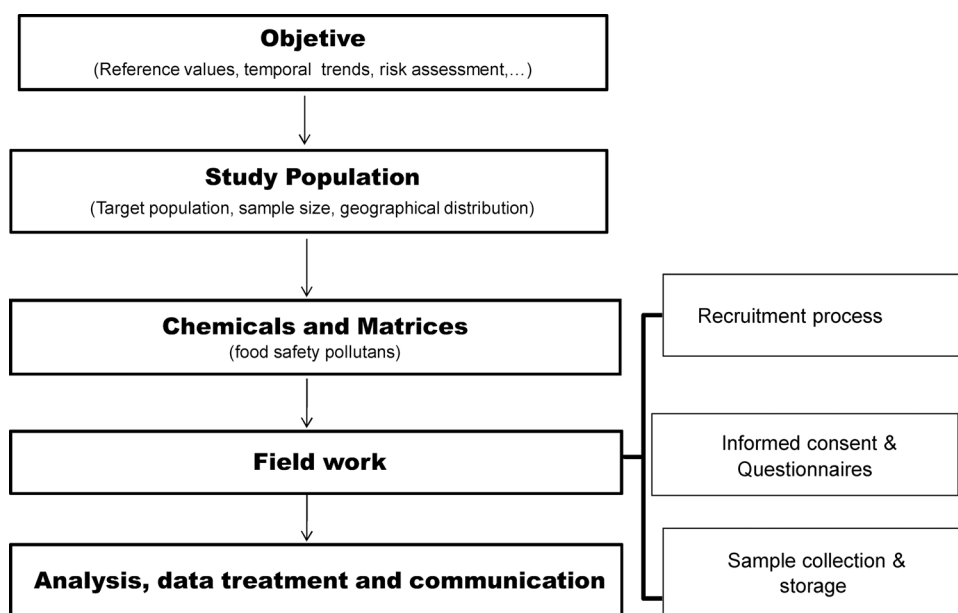 Objetive
(Reference values, temporal trends, risk assessment,…)
Study Population
(Target population, sample size, geographical distribution)
Chemicals and Matrices
(food safety pollutans)
Field work
Analysis, data treatment and communication
Recruitment process
Informed consent &
Questionnaires
Sample collection &
storage